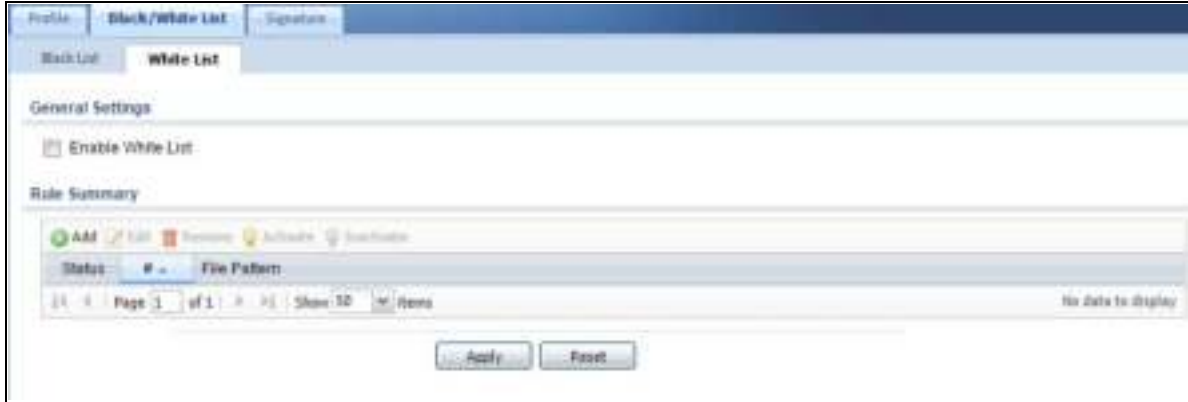 Profile Black/White List Signature
Black List White List
General Settings
Enable White List
Rule Summary
Add Edit Remove Activate Inactivate
Status # File Pattern
Page 1 of 1 Show 50 items No data to display
Apply Reset